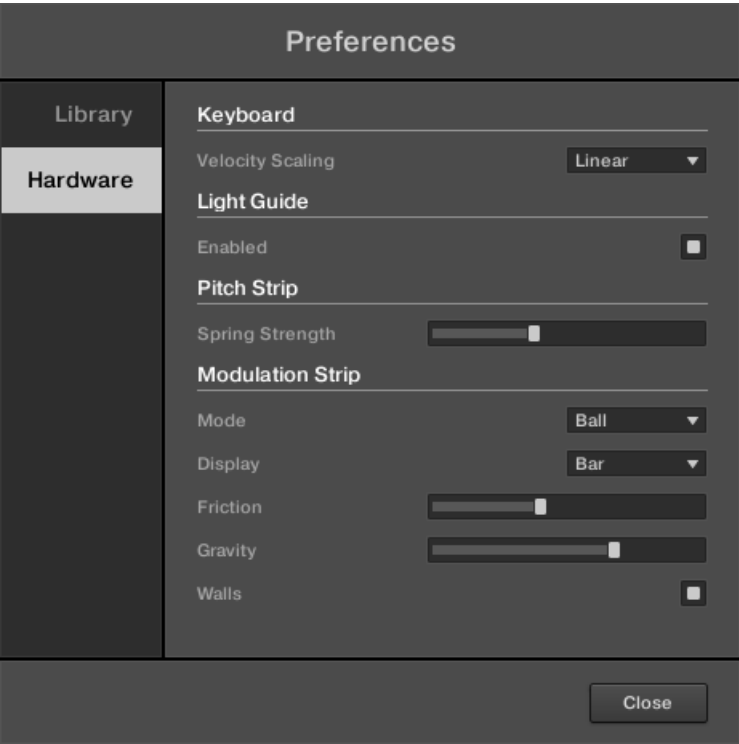 Preferences
Library
Hardware
Keyboard
Velocity Scaling Linear
Light Guide
Enabled
Pitch Strip
Spring Strength
Modulation Strip
Mode Ball
Display Bar
Friction
Gravity
Walls
Close